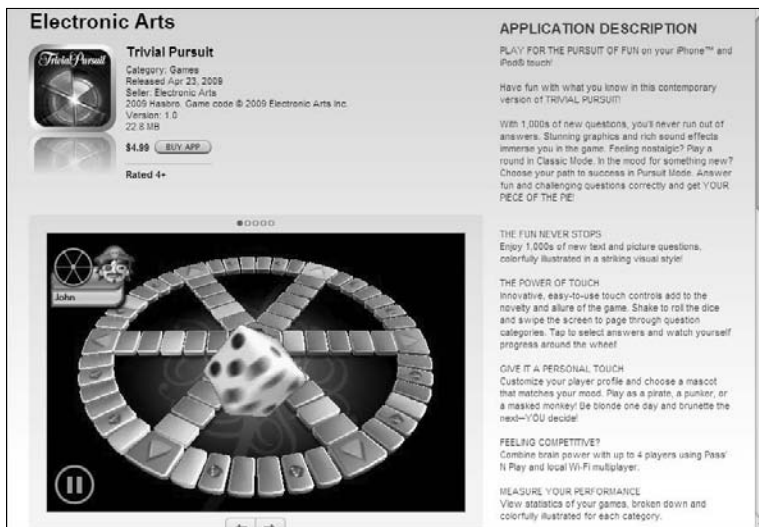 Electronic Arts
Trivial Pursuit
Trivial Pursuit
Category: Games
Released Apr 23, 2009
Seller: Electronic Arts
2009 Hasbro. Game code © 2009 Electronic Arts Inc.
Version: 1.0
22.8 MB
$4.99 BUY APP
Rated 4+
John
APPLICATION DESCRIPTION
PLAY FOR THE PURSUIT OF FUN on your iPhone™ and
iPod® touch!
Have fun with what you know in this contemporary
version of TRIVIAL PURSUIT!
With 1,000s of new questions, you'll never run out of
answers. Stunning graphics and rich sound effects
immerse you in the game. Feeling nostalgic? Play a
round in Classic Mode. In the mood for something new?
Choose your path to success in Pursuit Mode. Answer
fun and challenging questions correctly and get YOUR
PIECE OF THE PIE!
THE FUN NEVER STOPS
Enjoy 1,000s of new text and picture questions,
colorfully illustrated in a striking visual style!
THE POWER OF TOUCH
Innovative, easy-to-use touch controls add to the
novelty and allure of the game. Shake to roll the dice
and swipe the screen to page through question
categories. Tap to select answers and watch yourself
progress around the wheel!
GIVE IT A PERSONAL TOUCH
Customize your player profile and choose a mascot
that matches your mood. Play as a pirate, a punker, or
a masked monkey! Be blonde one day and brunette the
next—YOU decide!
FEELING COMPETITIVE?
Combine brain power with up to 4 players using Pass'
N Play and local Wi-Fi multiplayer.
MEASURE YOUR PERFORMANCE
View statistics of your games, broken down and
colorfully illustrated for each category.